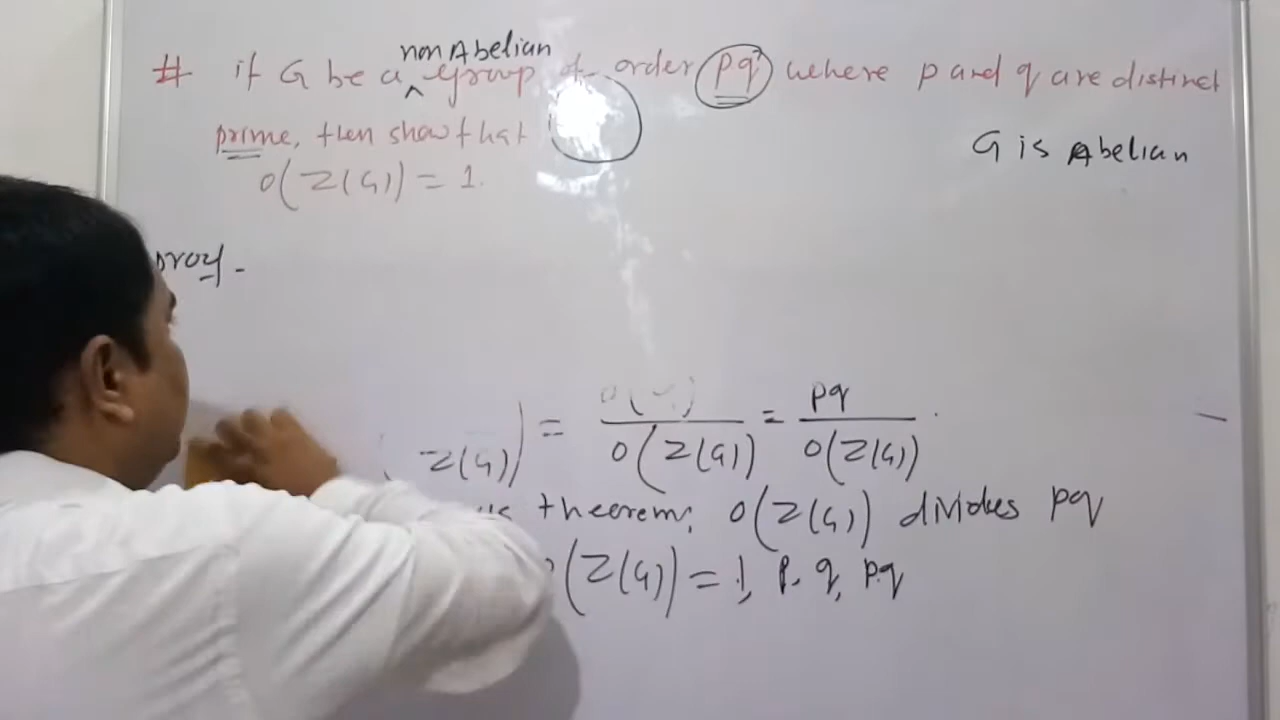 # if G be a non Abelian group of order pq where p and q are distinct
prime, then show that
G is Abelian
O(Z(G)) = 1.
proof -
Z(G)) = O(G) / O(Z(G)) = pq / O(Z(G)).
theorem, O(Z(G)) divides pq
O(Z(G)) = 1, p, q, pq